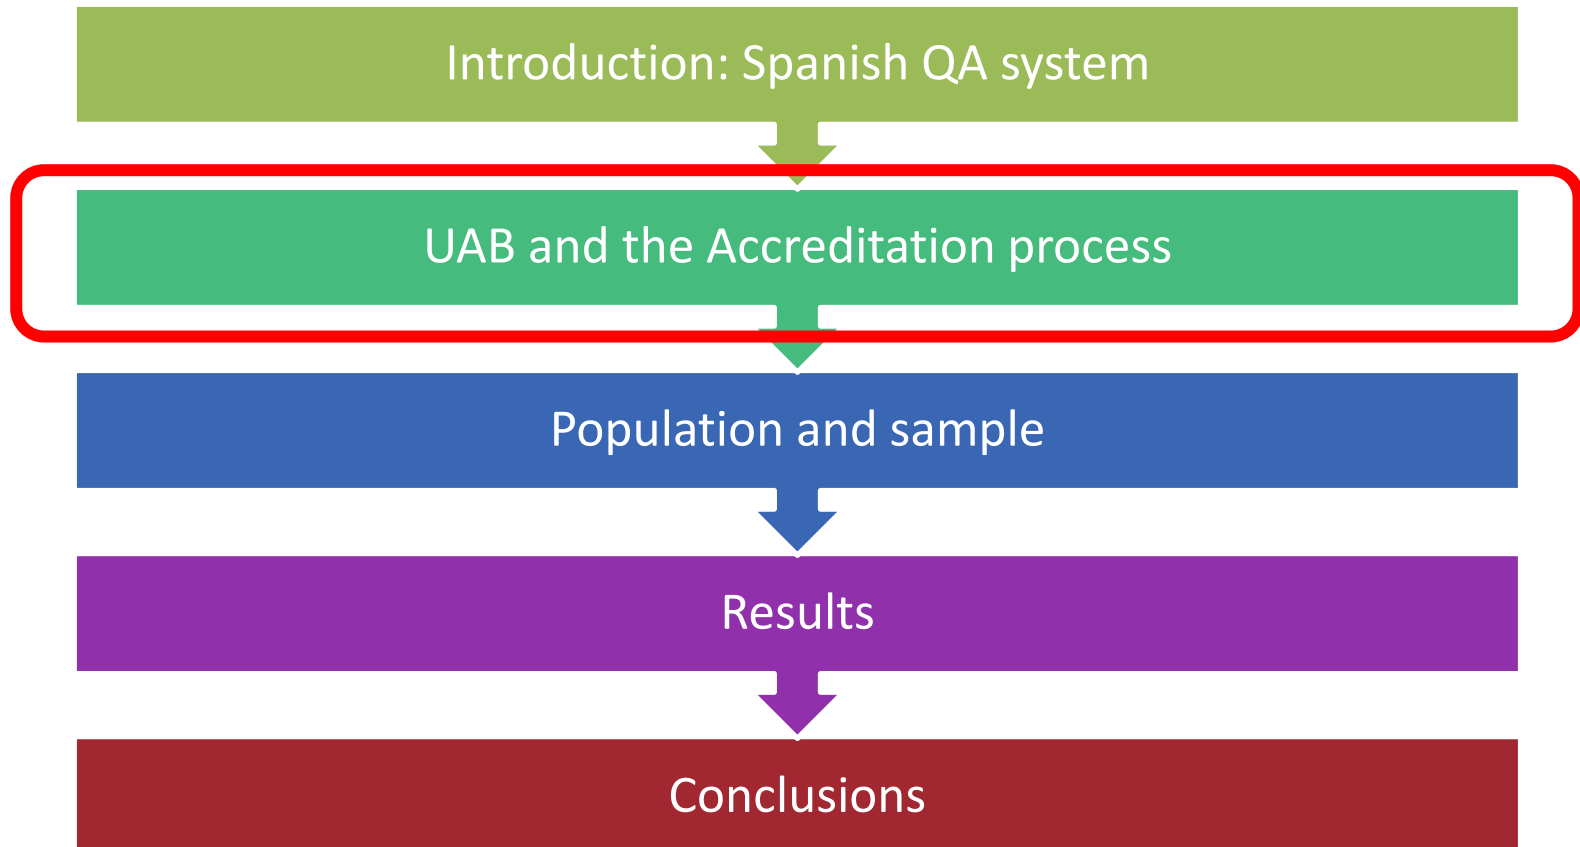 Introduction: Spanish QA system
UAB and the Accreditation process
Population and sample
Results
Conclusions